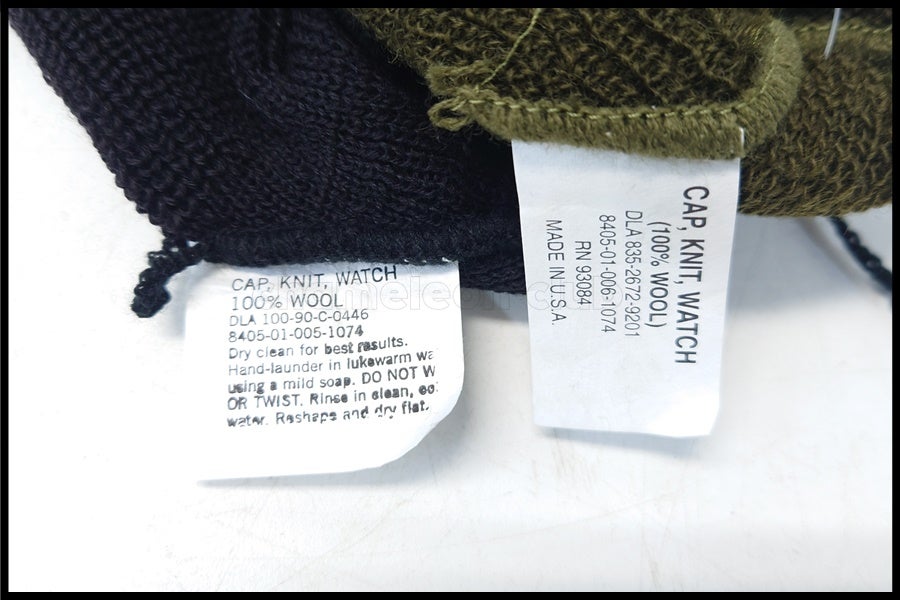 CAP, KNIT, WATCH
100% WOOL
DLA 100-90-C-0446
8405-01-005-1074
Dry clean for best results.
Hand-launder in lukewarm wa
using a mild soap. DO NOT W
OR TWIST. Rinse in clean, co
water. Reshape and dry flat.
CAP, KNIT, WATCH
(100% WOOL)
DLA 835-2672-9201
8405-01-006-1074
RN 93084
MADE IN U.S.A.